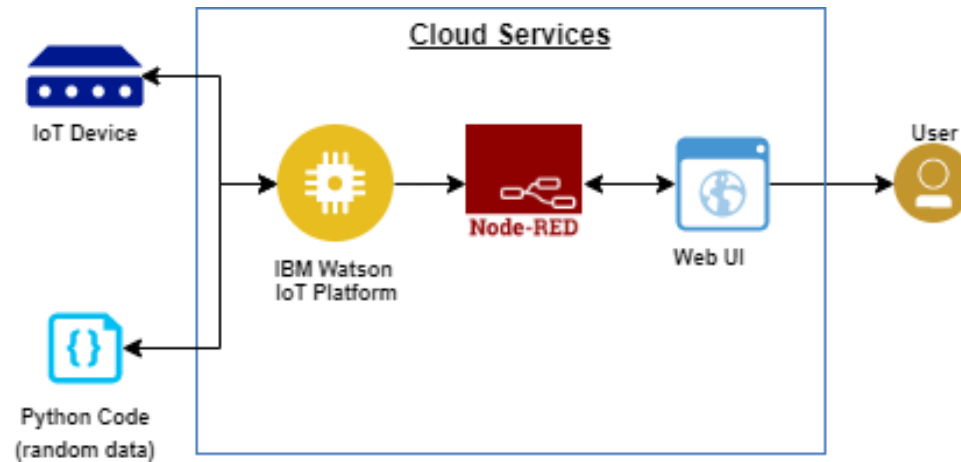 Cloud Services
IoT Device
User
Node-RED
IBM Watson
IoT Platform
Web UI
{}
Python Code
(random data)